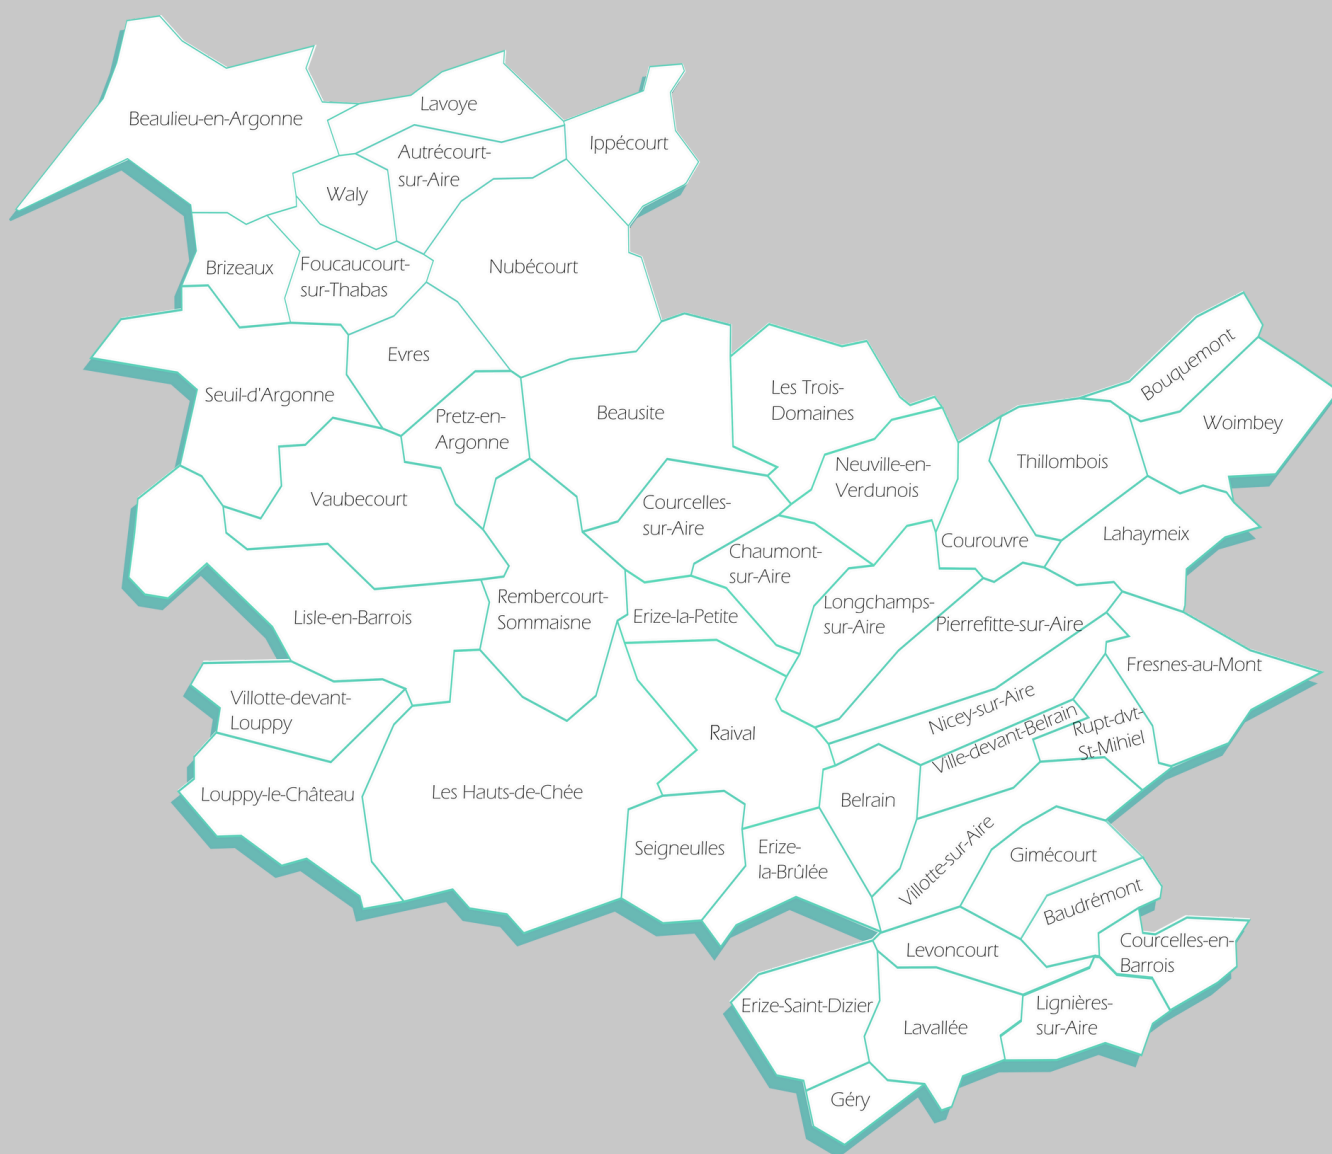 Beaulieu-en-Argonne
Lavoye
Ippécourt
Autrécourt-
sur-Aire
Waly
Brizeaux
Foucaucourt-
sur-Thabas
Nubécourt
Evres
Seuil-d'Argonne
Pretz-en-
Argonne
Beausite
Les Trois-
Domaines
Bouquemont
Woimbey
Thillombois
Neuville-en-
Verdunois
Vaubecourt
Courcelles-
sur-Aire
Courouvre
Lahaymeix
Chaumont-
sur-Aire
Lisle-en-Barrois
Rembercourt-
Sommaisne
Erize-la-Petite
Longchamps-
sur-Aire
Pierrefitte-sur-Aire
Fresnes-au-Mont
Villotte-devant-
Louppy
Raival
Nicey-sur-Aire
Ville-devant-Belrain
Rupt-dvt-
St-Mihiel
Louppy-le-Château
Les Hauts-de-Chée
Belrain
Seigneulles
Erize-
la-Brûlée
Villotte-sur-Aire
Gimécourt
Baudrémont
Levoncourt
Courcelles-en-
Barrois
Erize-Saint-Dizier
Lavallée
Lignières-
sur-Aire
Géry